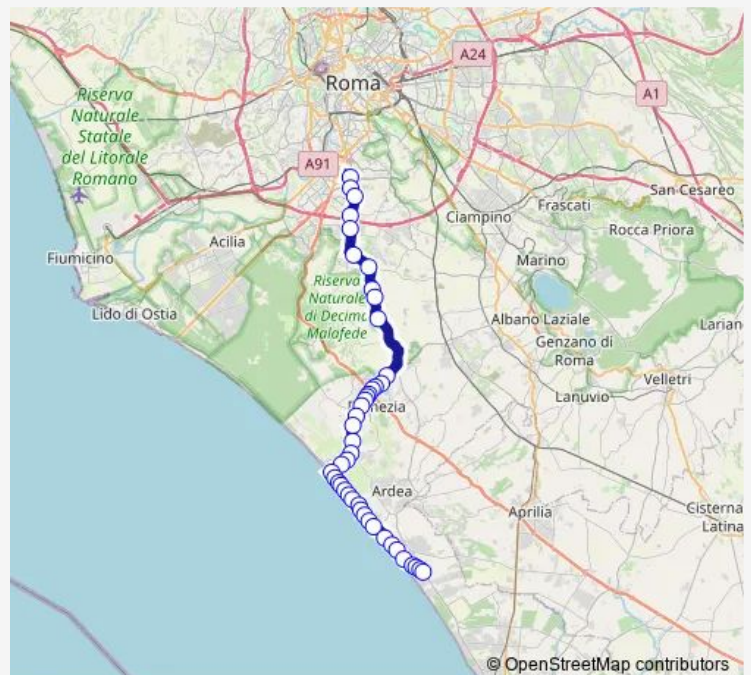 Riserva
Naturale
Statale
del Litorale
Romano
Roma
A24
A1
A91
San Cesareo
Frascati
Ciampino
Rocca Priora
Acilia
Fiumicino
Marino
Riserva
Naturale
di Decima
Malafede
Lido di Ostia
Albano Laziale
Genzano di
Roma
Larian
Velletri
Lanuvio
Ardea
Aprilia
Cisterna
Latina
© OpenStreetMap contributors